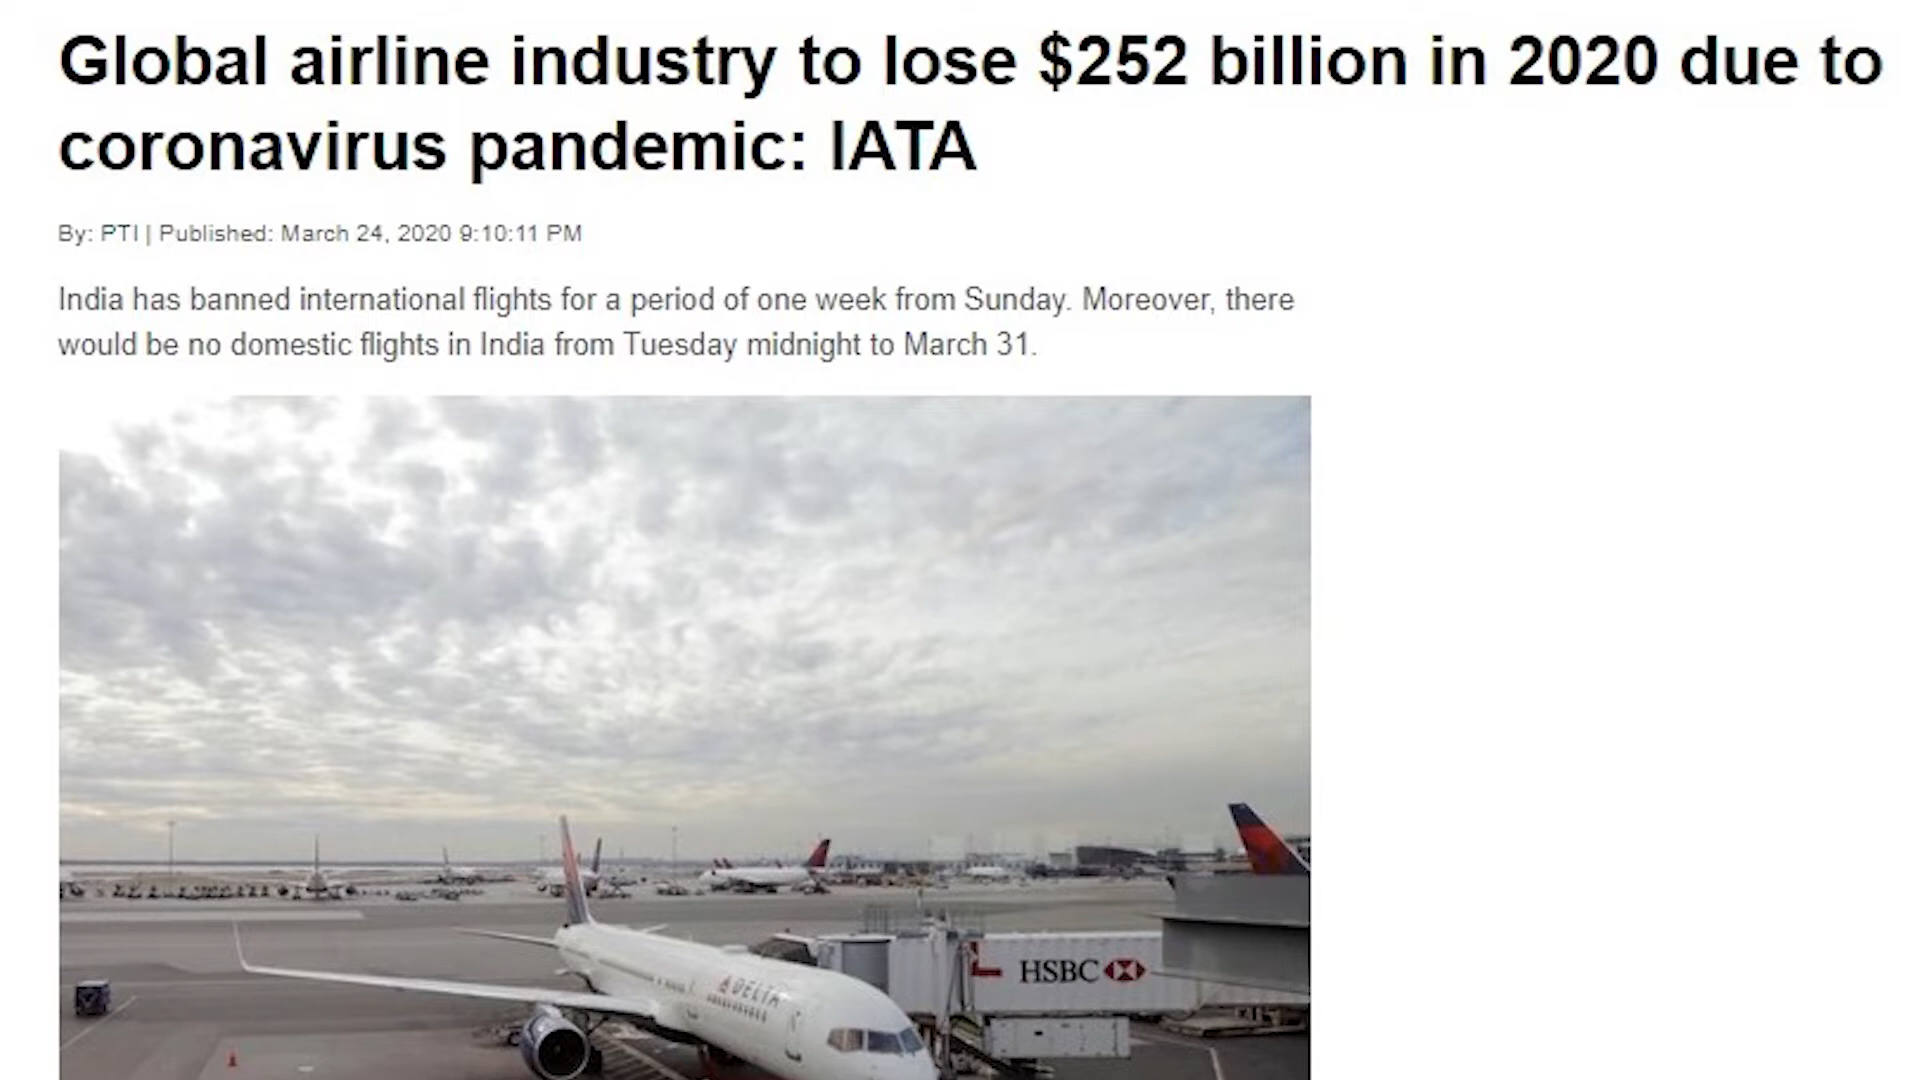 Global airline industry to lose $252 billion in 2020 due to
coronavirus pandemic: IATA
By: PTI | Published: March 24, 2020 9:10:11 PM
India has banned international flights for a period of one week from Sunday. Moreover, there
would be no domestic flights in India from Tuesday midnight to March 31.
DELTA
HSBC